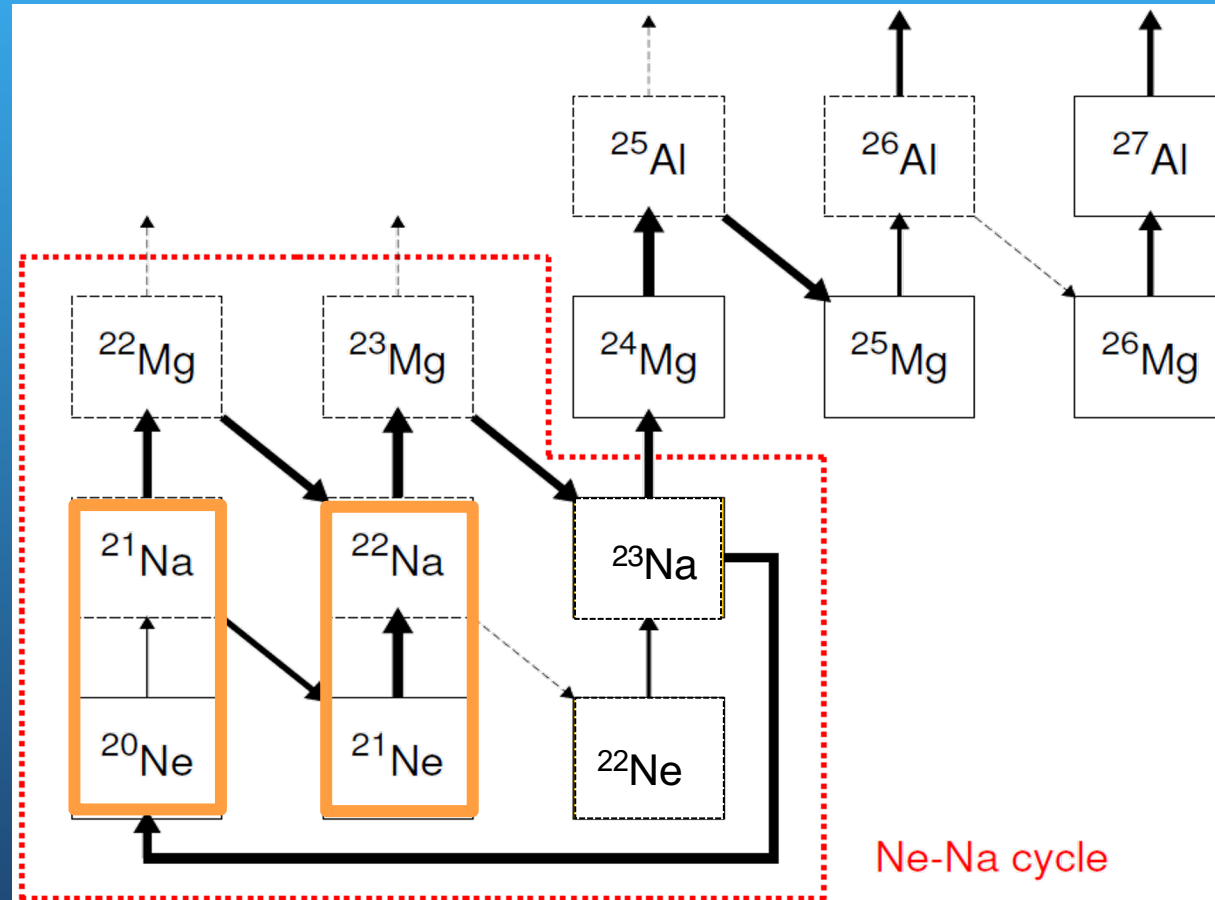 ²⁵Al ²⁶Al ²⁷Al
²²Mg ²³Mg ²⁴Mg ²⁵Mg ²⁶Mg
²¹Na ²²Na ²³Na
²⁰Ne ²¹Ne ²²Ne
Ne-Na cycle